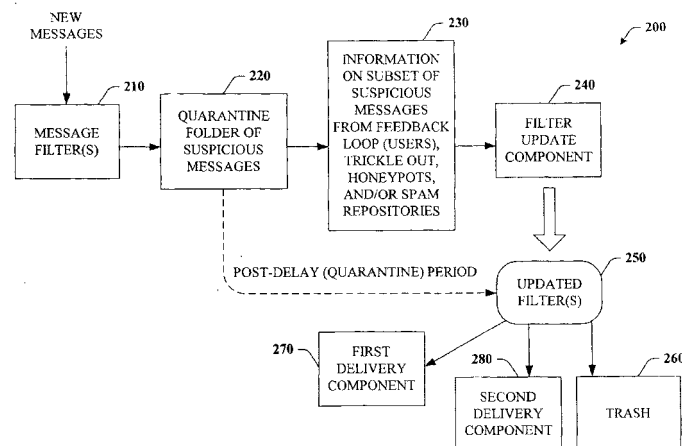 NEW
MESSAGES
200
210
MESSAGE
FILTER(S)
220
QUARANTINE
FOLDER OF
SUSPICIOUS
MESSAGES
230
INFORMATION
ON SUBSET OF
SUSPICIOUS
MESSAGES
FROM FEEDBACK
LOOP (USERS),
TRICKLE OUT,
HONEYPOTS,
AND/OR SPAM
REPOSITORIES
240
FILTER
UPDATE
COMPONENT
POST-DELAY (QUARANTINE) PERIOD
250
UPDATED
FILTER(S)
270
FIRST
DELIVERY
COMPONENT
280
SECOND
DELIVERY
COMPONENT
260
TRASH